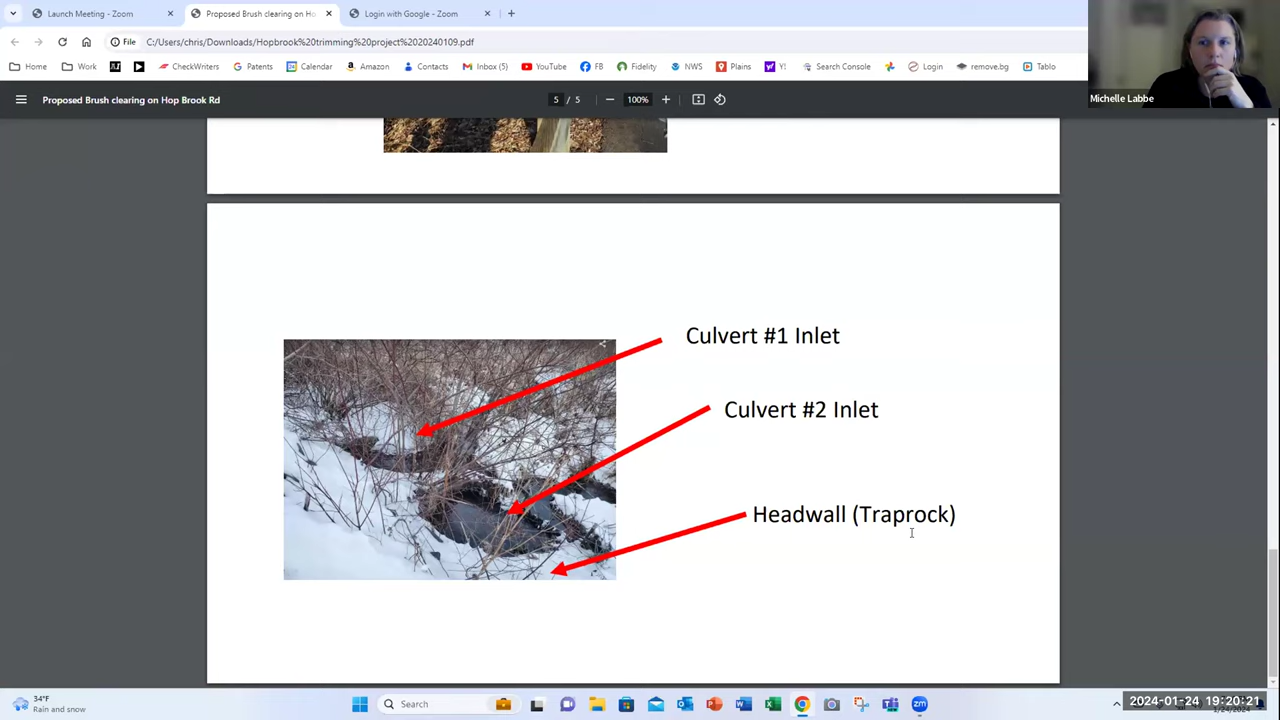 Launch Meeting - Zoom
Proposed Brush clearing on Ho
Login with Google - Zoom
File
C:/Users/chris/Downloads/Hopbrook%20trimming%20project%2020240109.pdf
Home
Work
CheckWriters
Patents
Calendar
Amazon
Contacts
Inbox (5)
YouTube
FB
Fidelity
NWS
Plains
Y!
Search Console
Login
remove.bg
Tablo
Michelle Labbe
Proposed Brush clearing on Hop Brook Rd
5 / 5
100%
Culvert #1 Inlet
Culvert #2 Inlet
Headwall (Traprock)
34°F
Rain and snow
Search
2024-01-24 19:20:21